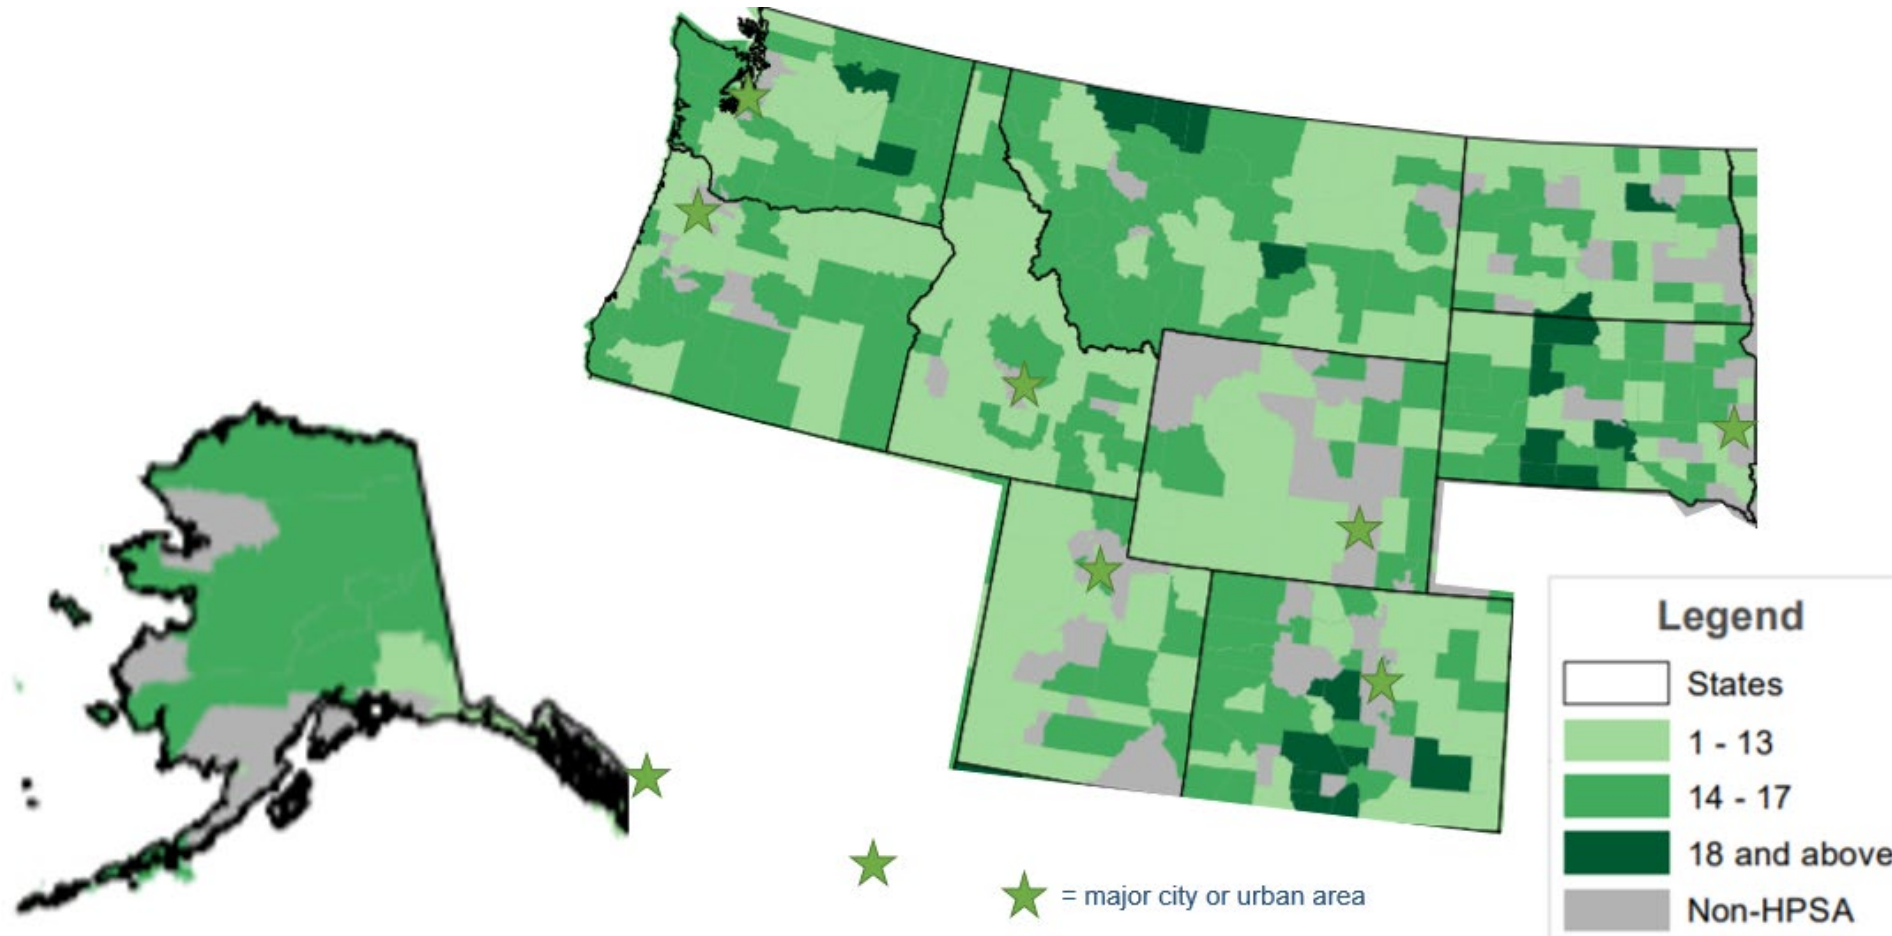 Legend
States
1 - 13
14 - 17
18 and above
Non-HPSA
= major city or urban area